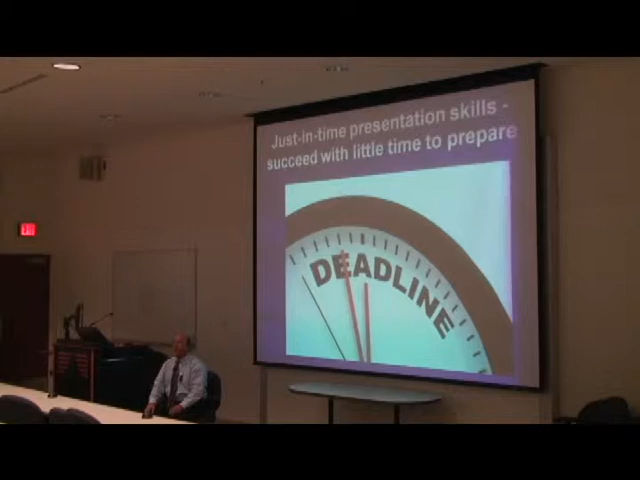 Just-in-time presentation skills -
succeed with little time to prepare
DEADLINE